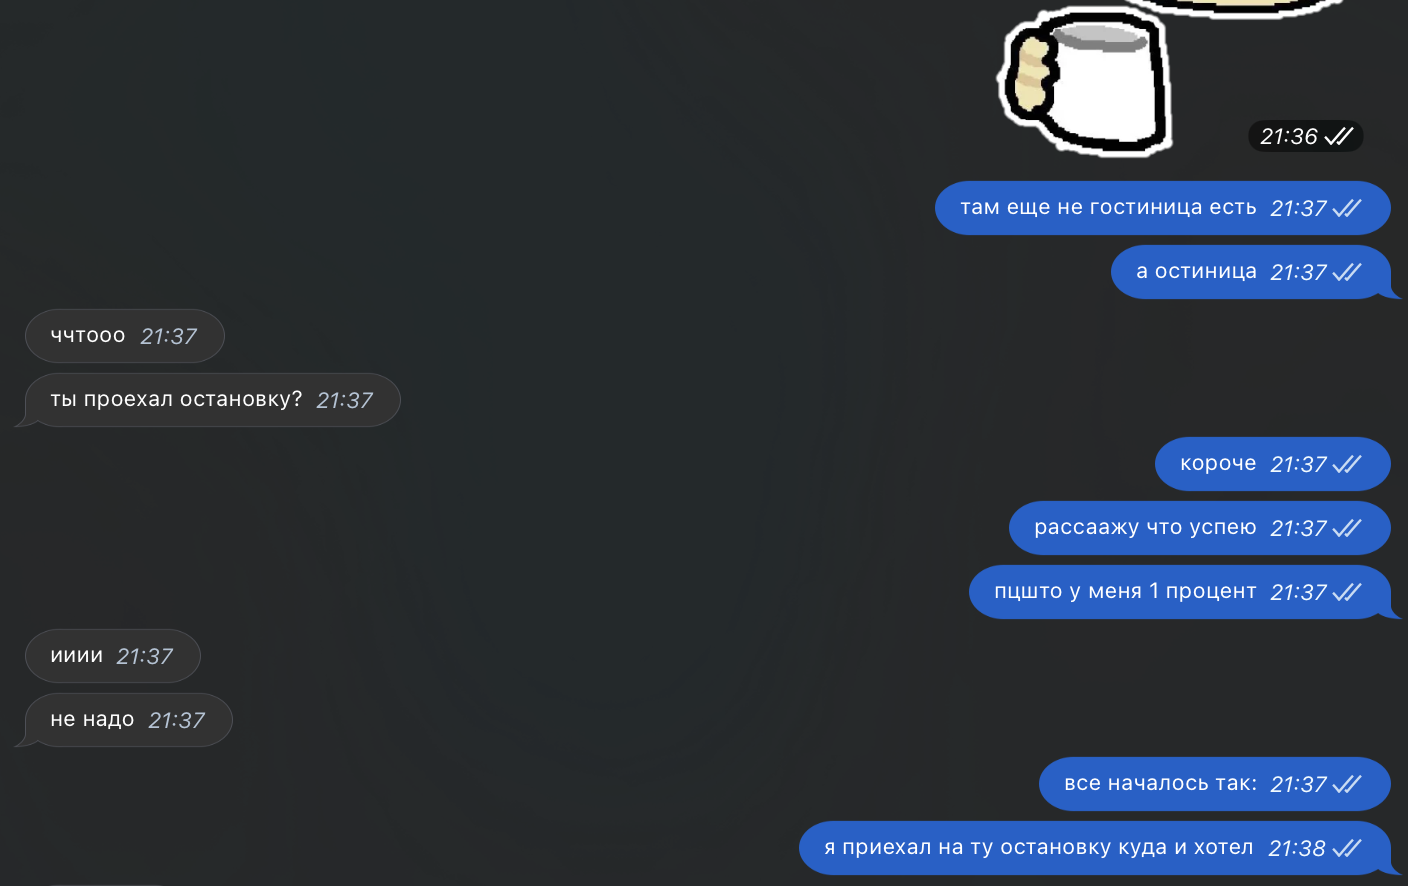 21:36
там еще не гостиница есть 21:37
а остиница 21:37
ччтооо 21:37
ты проехал остановку? 21:37
короче 21:37
рассаажу что успею 21:37
пцшто у меня 1 процент 21:37
ииии 21:37
не надо 21:37
все началось так: 21:37
я приехал на ту остановку куда и хотел 21:38